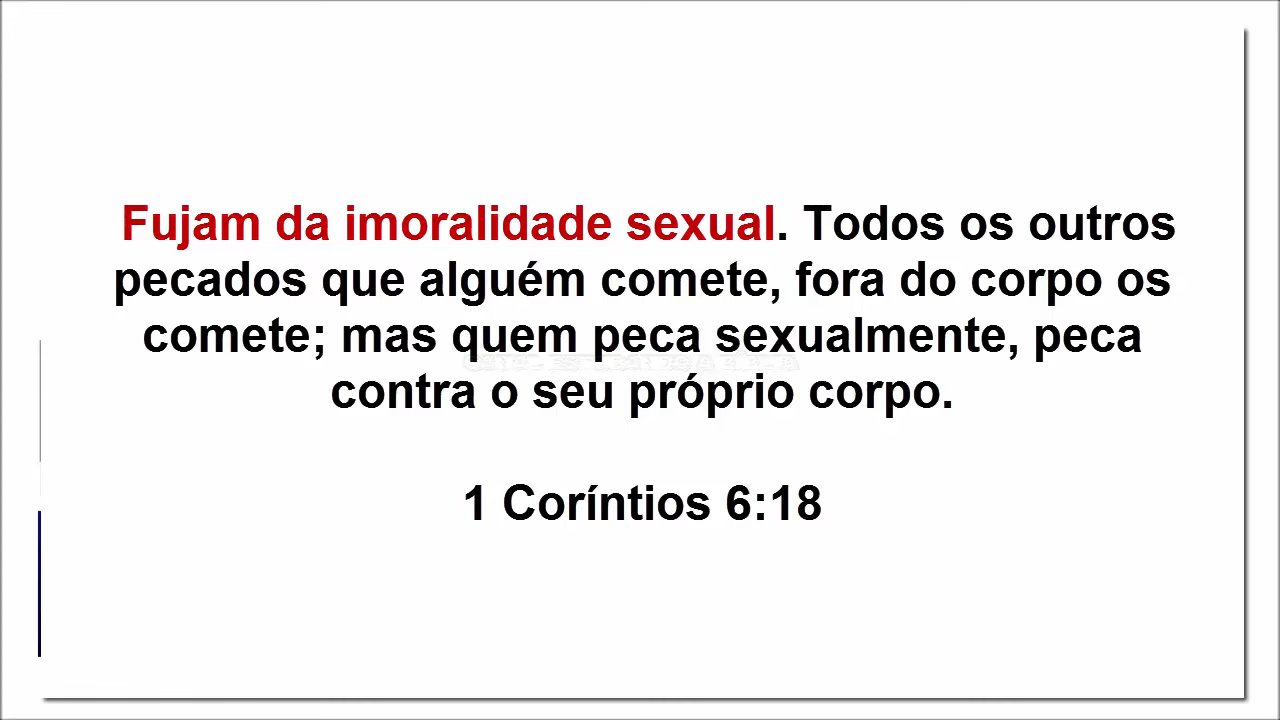 Fujam da imoralidade sexual. Todos os outros
pecados que alguém comete, fora do corpo os
comete; mas quem peca sexualmente, peca
contra o seu próprio corpo.
1 Coríntios 6:18